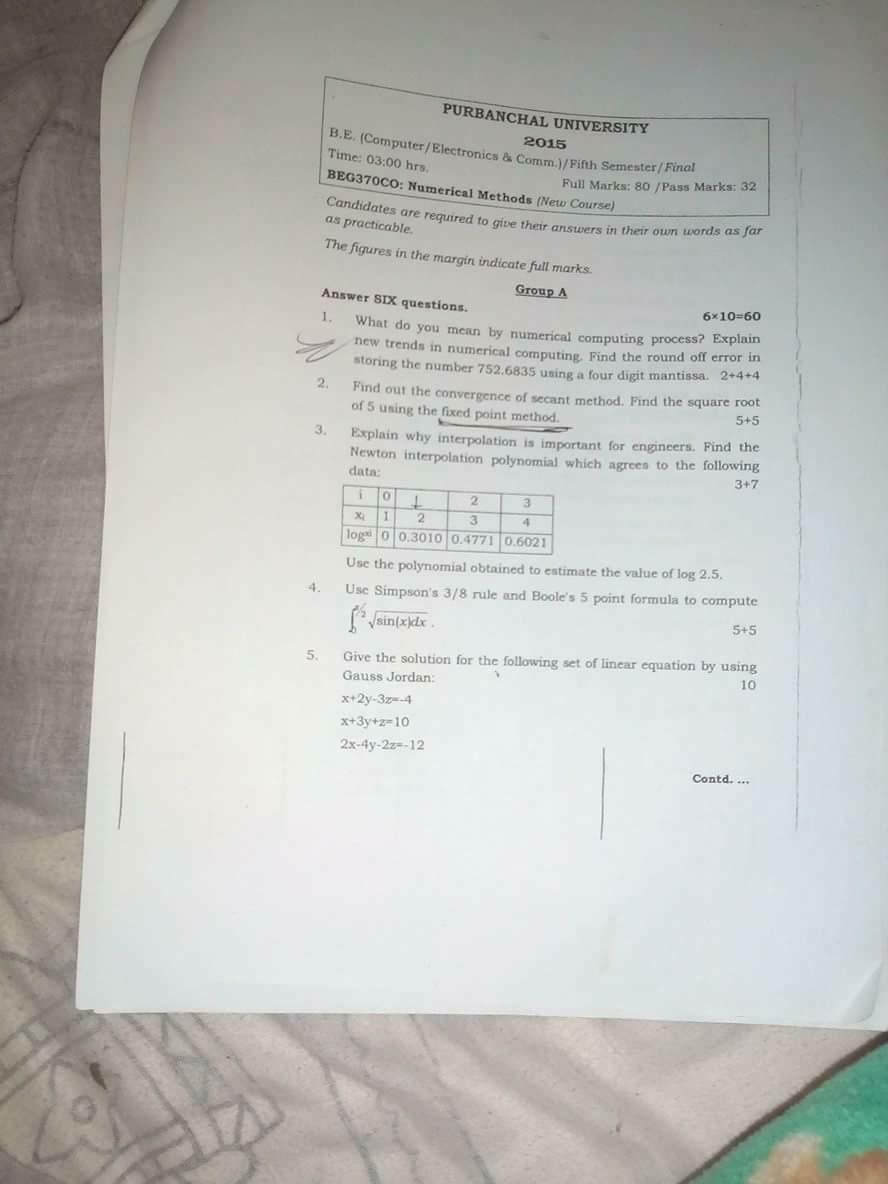 PURBANCHAL UNIVERSITY
2015
B.E. (Computer/Electronics & Comm.)/Fifth Semester/Final
Time: 03:00 hrs.
Full Marks: 80 /Pass Marks: 32
BEG370CO: Numerical Methods (New Course)
Candidates are required to give their answers in their own words as far
as practicable.
The figures in the margin indicate full marks.
Group A
Answer SIX questions.
6×10=60
1. What do you mean by numerical computing process? Explain
new trends in numerical computing. Find the round off error in
storing the number 752.6835 using a four digit mantissa. 2+4+4
2. Find out the convergence of secant method. Find the square root
of 5 using the fixed point method. 5+5
3. Explain why interpolation is important for engineers. Find the
Newton interpolation polynomial which agrees to the following
data: 3+7
i 0 1 2 3
xi 1 2 3 4
logxi 0 0.3010 0.4771 0.6021
Use the polynomial obtained to estimate the value of log 2.5.
4. Use Simpson's 3/8 rule and Boole's 5 point formula to compute
∫₀^π/2 √sin(x)dx . 5+5
5. Give the solution for the following set of linear equation by using
Gauss Jordan: 10
x+2y-3z=-4
x+3y+z=10
2x-4y-2z=-12
Contd. ...